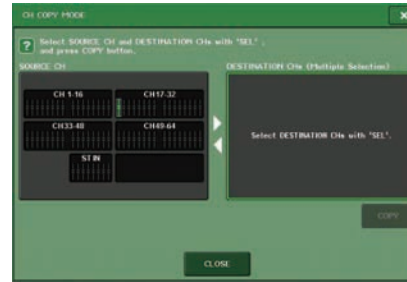 CH COPY MODE
×
? Select SOURCE CH and DESTINATION CHs with "SEL",
and press COPY button.
SOURCE CH
DESTINATION CHs (Multiple Selection)
CH 1-16
CH17-32
CH33-48
CH49-64
ST IN
Select DESTINATION CHs with "SEL".
COPY
CLOSE